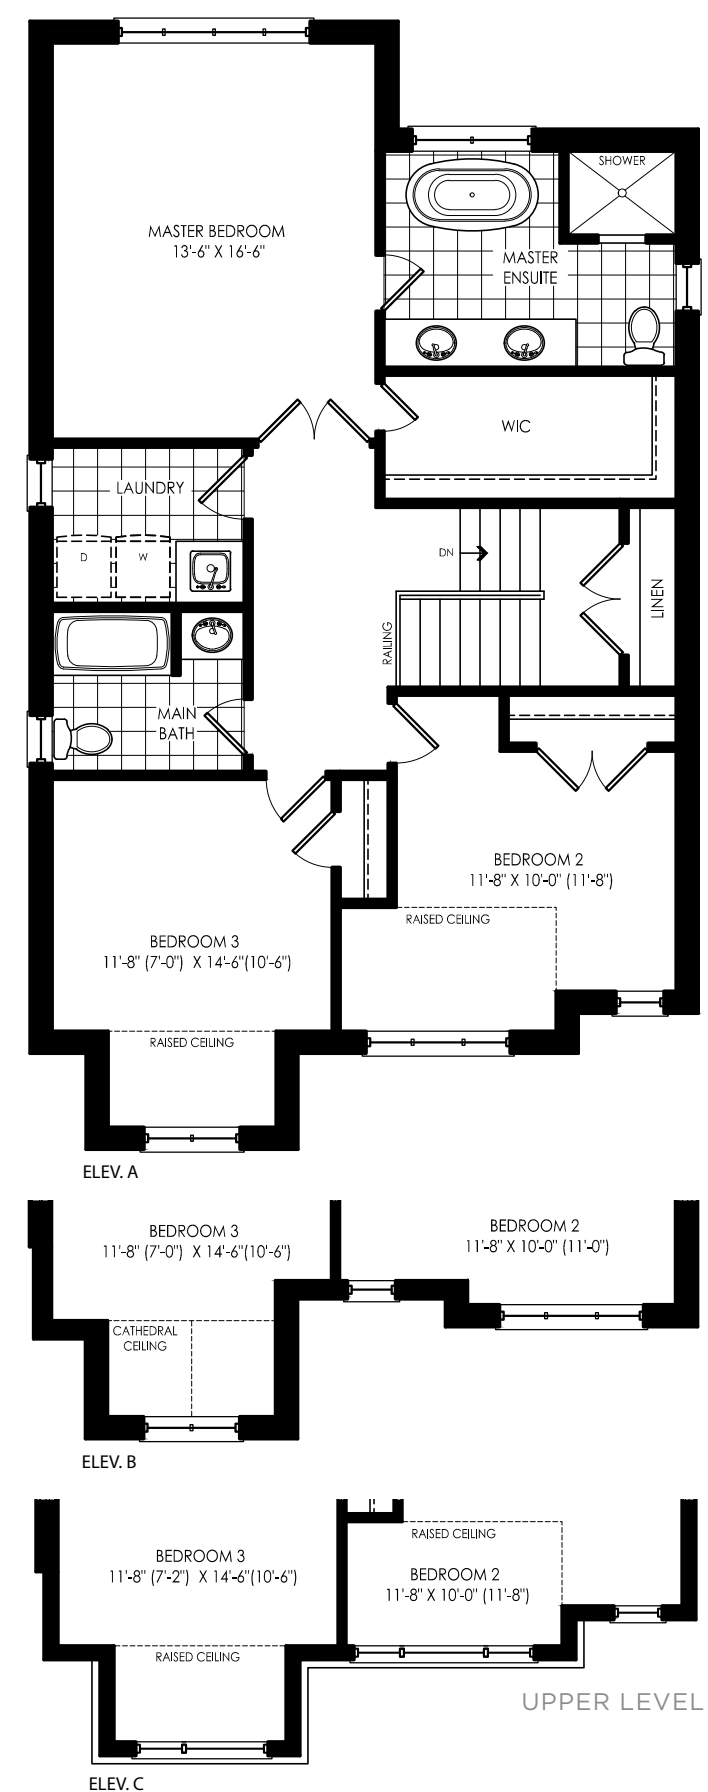 SHOWER
MASTER BEDROOM
13'-6" X 16'-6"
MASTER
ENSUITE
WIC
LAUNDRY
D
W
DN
LINEN
RAILING
MAIN
BATH
BEDROOM 2
11'-8" X 10'-0" (11'-8")
RAISED CEILING
BEDROOM 3
11'-8" (7'-0") X 14'-6"(10'-6")
RAISED CEILING
ELEV. A
BEDROOM 3
11'-8" (7'-0") X 14'-6"(10'-6")
BEDROOM 2
11'-8" X 10'-0" (11'-0")
CATHEDRAL
CEILING
ELEV. B
RAISED CEILING
BEDROOM 3
11'-8" (7'-2") X 14'-6"(10'-6")
BEDROOM 2
11'-8" X 10'-0" (11'-8")
RAISED CEILING
UPPER LEVEL
ELEV. C